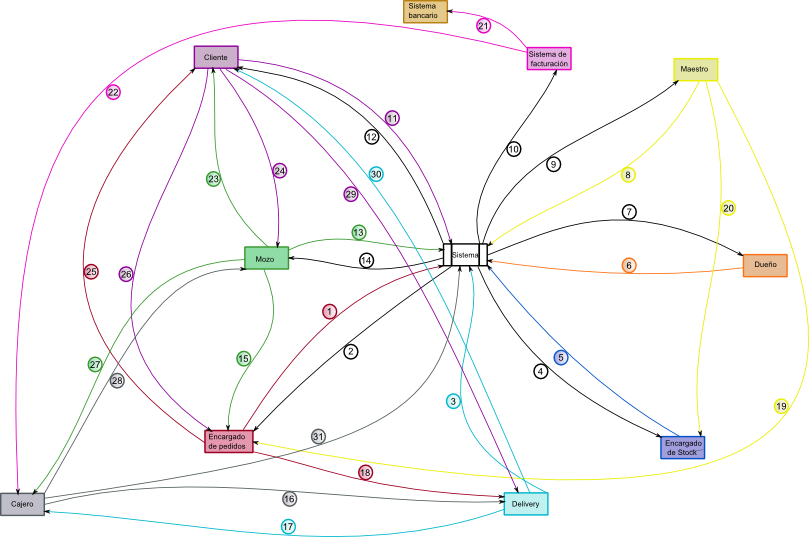 Sistema
bancario
21
Sistema de
facturación
Cliente
Maestro
22
11
12
10
9
23
24
30
29
8
20
7
13
14
Sistema
Mozo
6
Dueño
25
26
1
2
15
27
28
4
5
3
19
31
Encargado
de pedidos
Encargado
de Stock
18
16
17
Cajero
Delivery